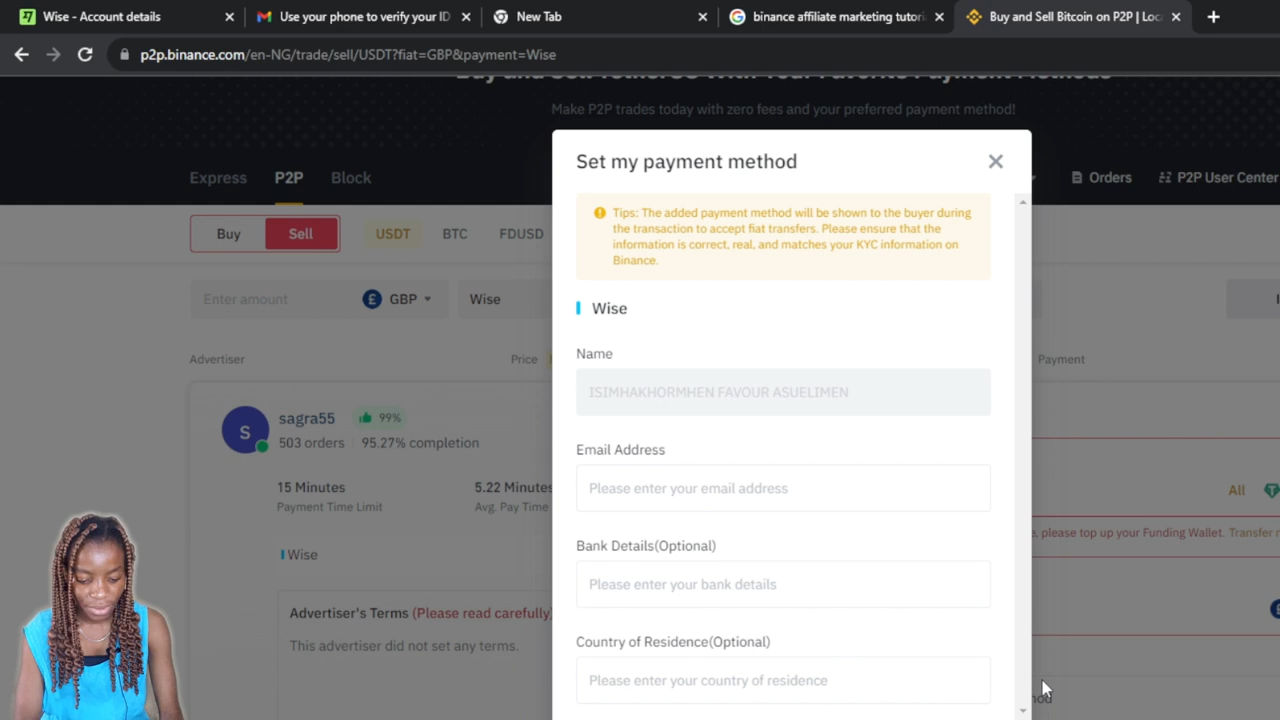 Wise - Account details
Use your phone to verify your ID
New Tab
binance affiliate marketing tutori
Buy and Sell Bitcoin on P2P | Loc
p2p.binance.com/en-NG/trade/sell/USDT?fiat=GBP&payment=Wise
Make P2P trades today with zero fees and your preferred payment method!
Express P2P Block
Orders P2P User Center
Buy Sell USDT BTC FDUSD
Enter amount £ GBP Wise
Advertiser Price Payment
S sagra55 99%
503 orders 95.27% completion
15 Minutes 5.22 Minutes
Payment Time Limit Avg. Pay Time
Wise
Advertiser's Terms (Please read carefully)
This advertiser did not set any terms.
All
, please top up your Funding Wallet. Transfer
Set my payment method
Tips: The added payment method will be shown to the buyer during
the transaction to accept fiat transfers. Please ensure that the
information is correct, real, and matches your KYC information on
Binance.
Wise
Name
ISIMHAKHORMHEN FAVOUR ASUELIMEN
Email Address
Please enter your email address
Bank Details(Optional)
Please enter your bank details
Country of Residence(Optional)
Please enter your country of residence